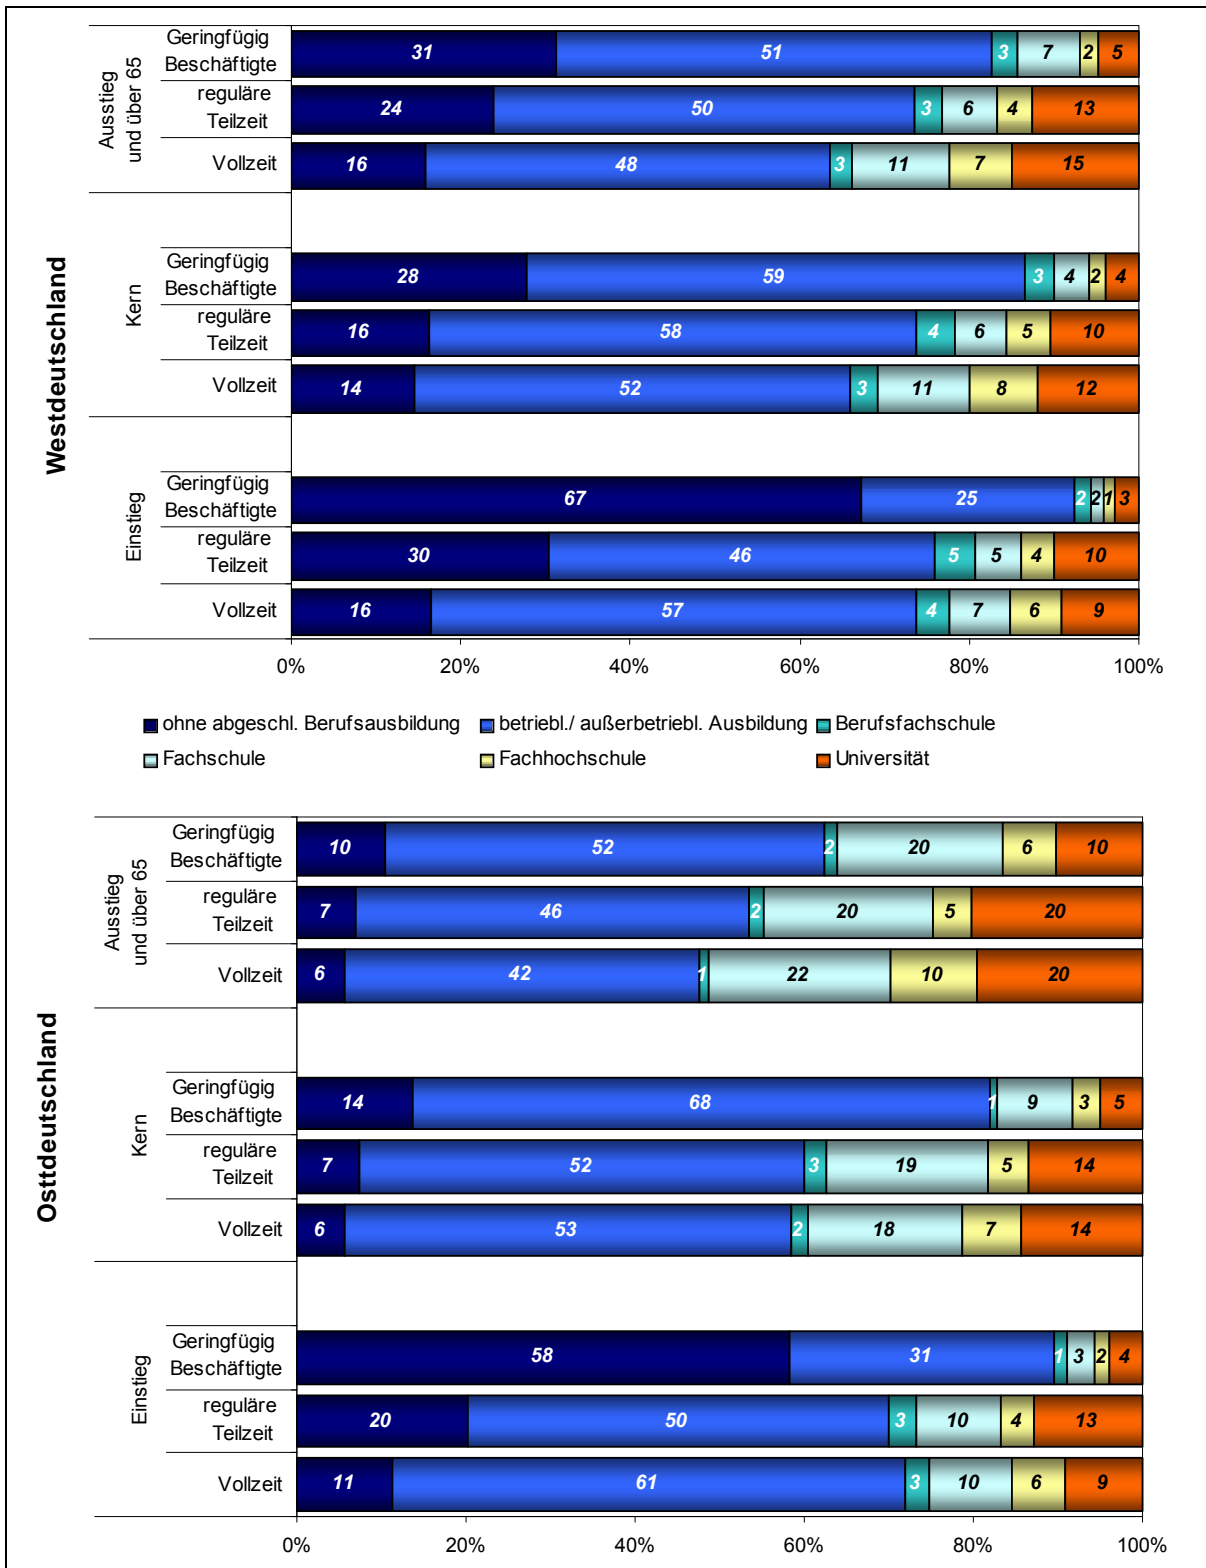 Westdeutschland
Ausstieg
und über 65
Geringfügig
Beschäftigte
31 51 3 7 2 5
reguläre
Teilzeit
24 50 3 6 4 13
Vollzeit
16 48 3 11 7 15
Kern
Geringfügig
Beschäftigte
28 59 3 4 2 4
reguläre
Teilzeit
16 58 4 6 5 10
Vollzeit
14 52 3 11 8 12
Einstieg
Geringfügig
Beschäftigte
67 25 2 2 1 3
reguläre
Teilzeit
30 46 5 5 4 10
Vollzeit
16 57 4 7 6 9
0% 20% 40% 60% 80% 100%
ohne abgeschl. Berufsausbildung betriebl./ außerbetriebl. Ausbildung Berufsfachschule
Fachschule Fachhochschule Universität
Osttdeutschland
Ausstieg
und über 65
Geringfügig
Beschäftigte
10 52 2 20 6 10
reguläre
Teilzeit
7 46 2 20 5 20
Vollzeit
6 42 1 22 10 20
Kern
Geringfügig
Beschäftigte
14 68 1 9 3 5
reguläre
Teilzeit
7 52 3 19 5 14
Vollzeit
6 53 2 18 7 14
Einstieg
Geringfügig
Beschäftigte
58 31 1 3 2 4
reguläre
Teilzeit
20 50 3 10 4 13
Vollzeit
11 61 3 10 6 9
0% 20% 40% 60% 80% 100%